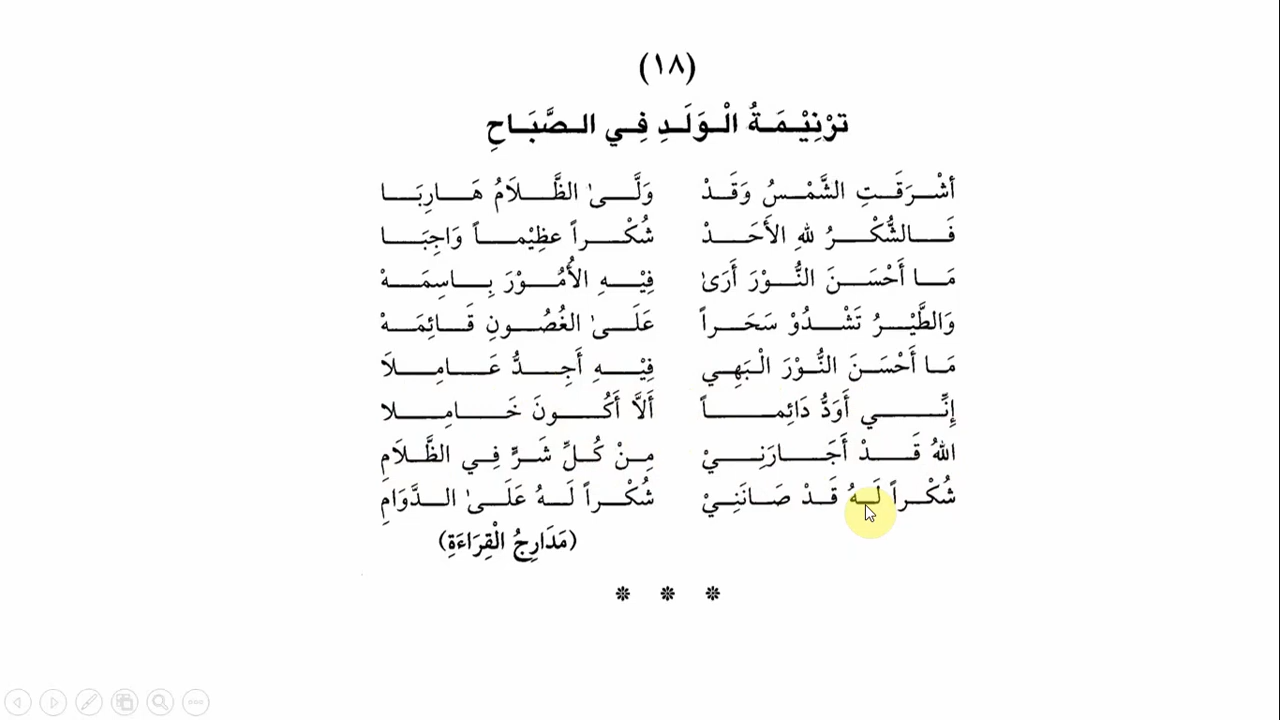 (١٨)
تَرْنِيْمَةُ الْوَلَدِ فِي الصَّبَاحِ
أَشْرَقَتِ الشَّمْسُ وَقَدْ وَلَّىٰ الظَّلَامُ هَارِبَا
فَالشُّكْرُ للهِ الأَحَدْ شُكْراً عظِيْماً وَاجِبَا
مَا أَحْسَنَ النُّوْرَ أَرَىٰ فِيْهِ الأُمُوْرَ بِاسِمَهْ
وَالطَّيْرُ تَشْدُوْ سَحَراً عَلَىٰ الغُصُونِ قَائِمَهْ
مَا أَحْسَنَ النُّوْرَ الْبَهِي فِيْهِ أَجِدُّ عَامِلَا
إِنِّي أَوَدُّ دَائِماً أَلَّا أَكُونَ خَامِلا
اللهُ قَدْ أَجَارَنِيْ مِنْ كُلِّ شَرٍّ فِي الظَّلَامِ
شُكْراً لَهُ قَدْ صَانَنِيْ شُكْراً لَهُ عَلَىٰ الدَّوَامِ
(مَدَارِجُ الْقِرَاءَةِ)